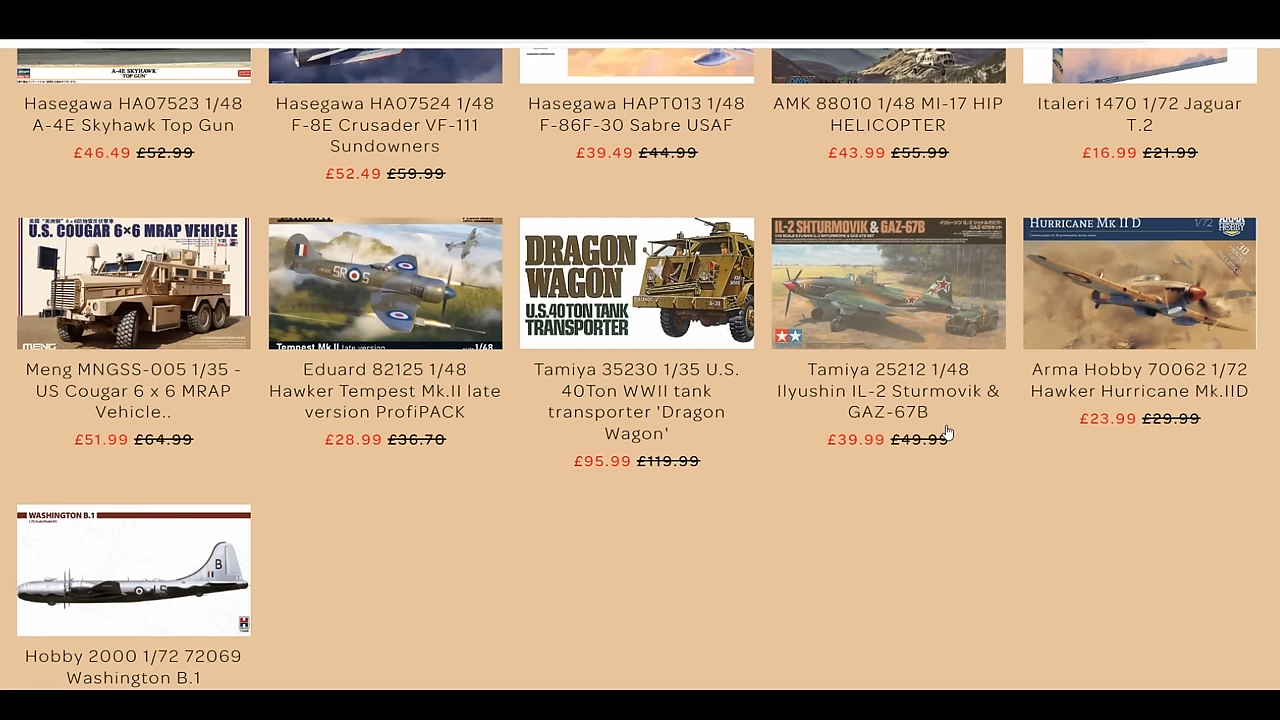 A-4E SKYHAWK
'TOP GUN'
Hasegawa HA07523 1/48
A-4E Skyhawk Top Gun
£46.49 £52.99
Hasegawa HA07524 1/48
F-8E Crusader VF-111
Sundowners
£52.49 £59.99
Hasegawa HAPT013 1/48
F-86F-30 Sabre USAF
£39.49 £44.99
AMK 88010 1/48 MI-17 HIP
HELICOPTER
£43.99 £55.99
Italeri 1470 1/72 Jaguar
T.2
£16.99 £21.99
U.S. COUGAR 6×6 MRAP VEHICLE
MENG
Meng MNGSS-005 1/35 -
US Cougar 6 x 6 MRAP
Vehicle..
£51.99 £64.99
SR S
Tempest Mk.II late version 1/48
Eduard 82125 1/48
Hawker Tempest Mk.II late
version ProfiPACK
£28.99 £36.70
DRAGON
WAGON
U.S. 40 TON TANK
TRANSPORTER
Tamiya 35230 1/35 U.S.
40Ton WWII tank
transporter 'Dragon
Wagon'
£95.99 £119.99
IL-2 SHTURMOVIK & GAZ-67B
Tamiya 25212 1/48
Ilyushin IL-2 Sturmovik &
GAZ-67B
£39.99 £49.99
HURRICANE Mk II D 1/72
ARMA HOBBY
Arma Hobby 70062 1/72
Hawker Hurricane Mk.IID
£23.99 £29.99
WASHINGTON B.1
B
Hobby 2000 1/72 72069
Washington B.1